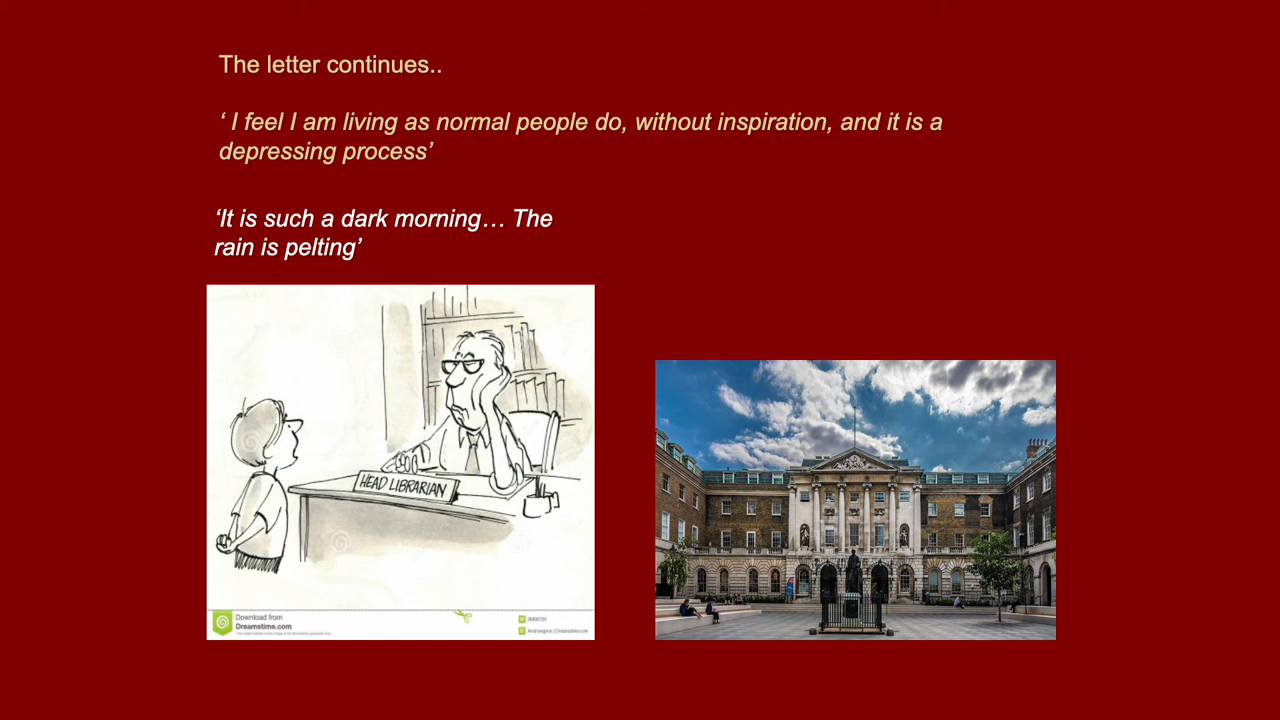 The letter continues..
‘ I feel I am living as normal people do, without inspiration, and it is a
depressing process’
‘It is such a dark morning… The
rain is pelting’
HEAD LIBRARIAN
Download from
Dreamstime.com